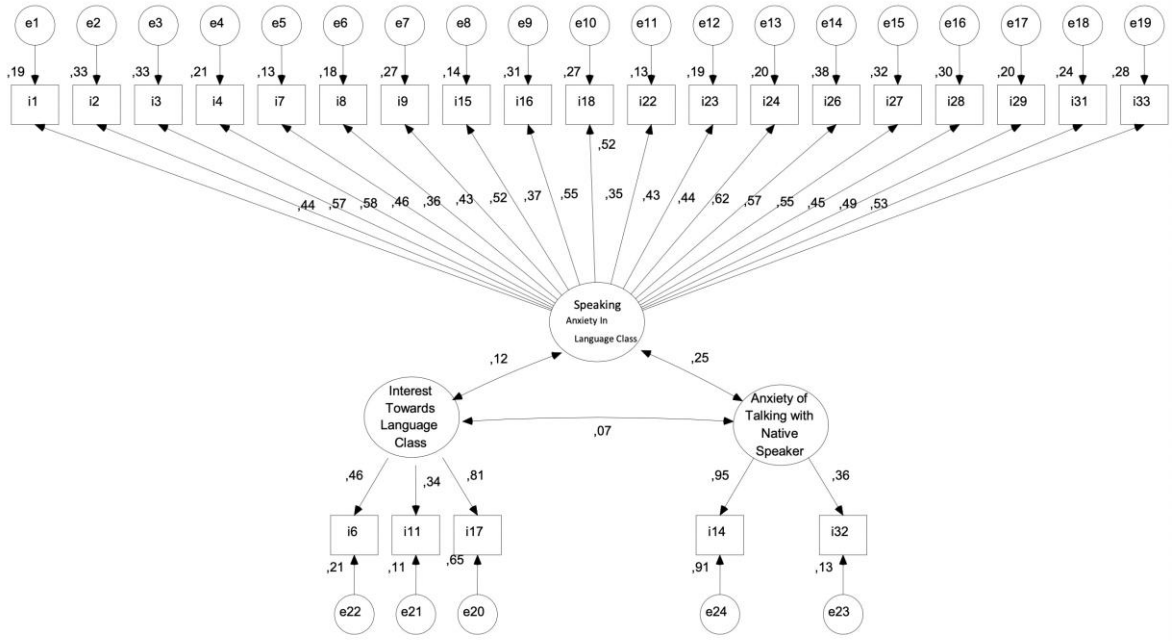 e1 e2 e3 e4 e5 e6 e7 e8 e9 e10 e11 e12 e13 e14 e15 e16 e17 e18 e19
,19 ,33 ,33 ,21 ,13 ,18 ,27 ,14 ,31 ,27 ,13 ,19 ,20 ,38 ,32 ,30 ,20 ,24 ,28
i1 i2 i3 i4 i7 i8 i9 i15 i16 i18 i22 i23 i24 i26 i27 i28 i29 i31 i33
,52
,44 ,57 ,58 ,46 ,36 ,43 ,52 ,37 ,55 ,35 ,43 ,44 ,62 ,57 ,55 ,45 ,49 ,53
Speaking
Anxiety In
Language Class
,12 ,25
Interest
Towards
Language
Class
,07
Anxiety of
Talking with
Native
Speaker
,46 ,34 ,81 ,95 ,36
i6 i11 i17 i14 i32
,21 ,11 ,65 ,91 ,13
e22 e21 e20 e24 e23